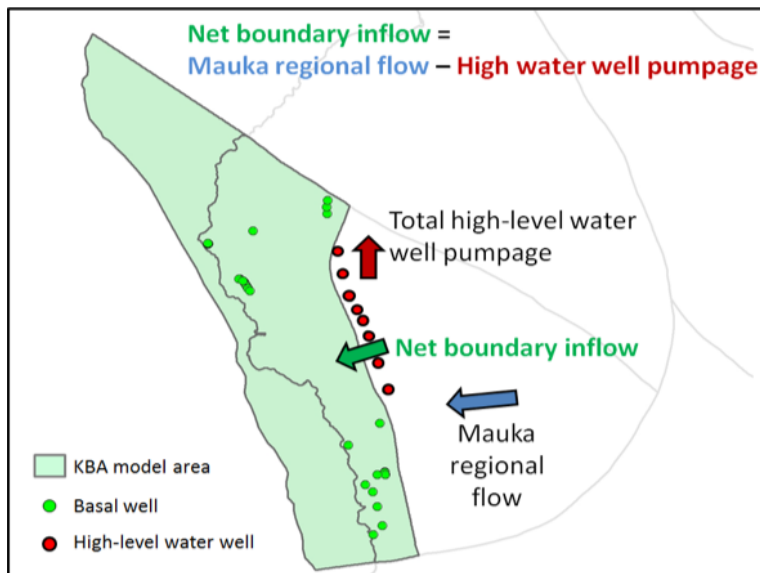 Net boundary inflow =
Mauka regional flow – High water well pumpage
Total high-level water
well pumpage
Net boundary inflow
Mauka
regional
flow
KBA model area
Basal well
High-level water well